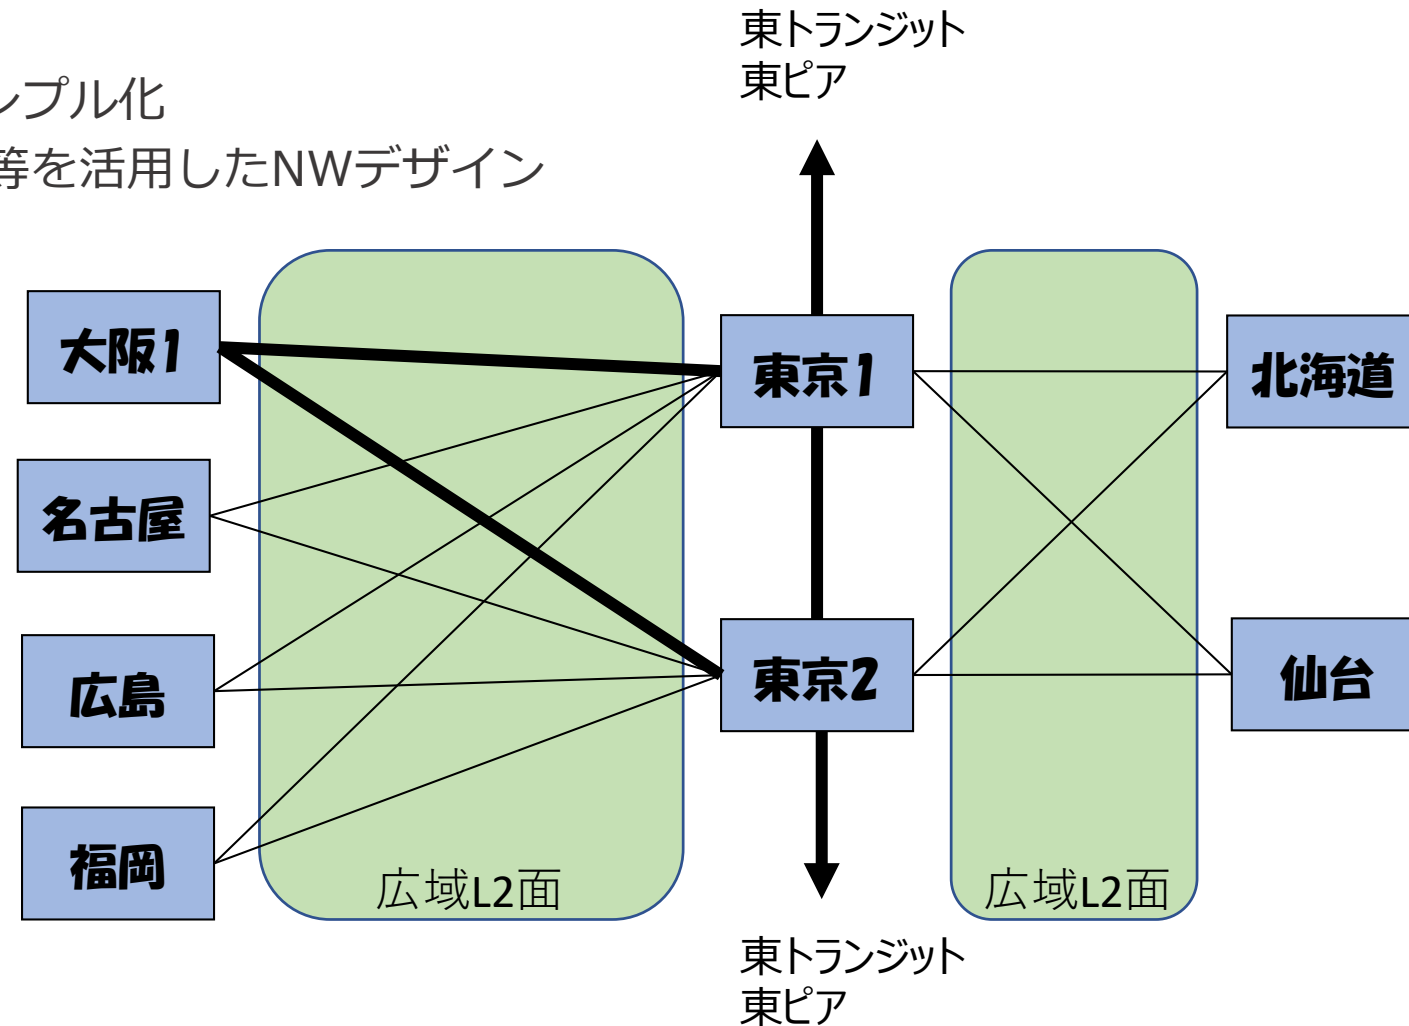 東トランジット
東ピア
ンプル化
等を活用したNWデザイン
大阪1
東京1
北海道
名古屋
広島
東京2
仙台
福岡
広域L2面
広域L2面
東トランジット
東ピア